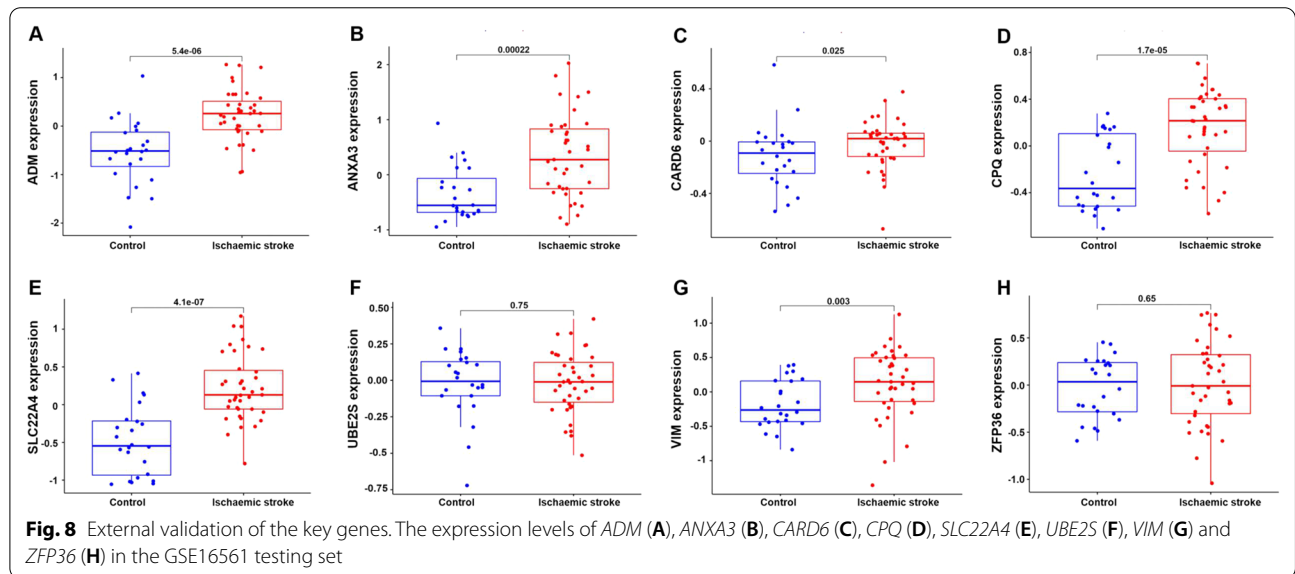 A
5.4e-06
ADM expression
1
0
-1
-2
Control Ischaemic stroke
B
0.00022
ANXA3 expression
2
1
0
-1
Control Ischaemic stroke
C
0.025
CARD6 expression
0.4
0
-0.4
Control Ischaemic stroke
D
1.7e-05
CPQ expression
0.8
0.4
0.0
-0.4
Control Ischaemic stroke
E
4.1e-07
SLC22A4 expression
1
0.5
0
-0.5
-1
Control Ischaemic stroke
F
0.75
UBE2S expression
0.50
0.25
0.00
-0.25
-0.5
-0.75
Control Ischaemic stroke
G
0.003
VIM expression
1.0
0.5
0.0
-0.5
-1
Control Ischaemic stroke
H
0.65
ZFP36 expression
0.5
0.0
-0.5
-1.0
Control Ischaemic stroke
Fig. 8 External validation of the key genes. The expression levels of ADM (A), ANXA3 (B), CARD6 (C), CPQ (D), SLC22A4 (E), UBE2S (F), VIM (G) and
ZFP36 (H) in the GSE16561 testing set